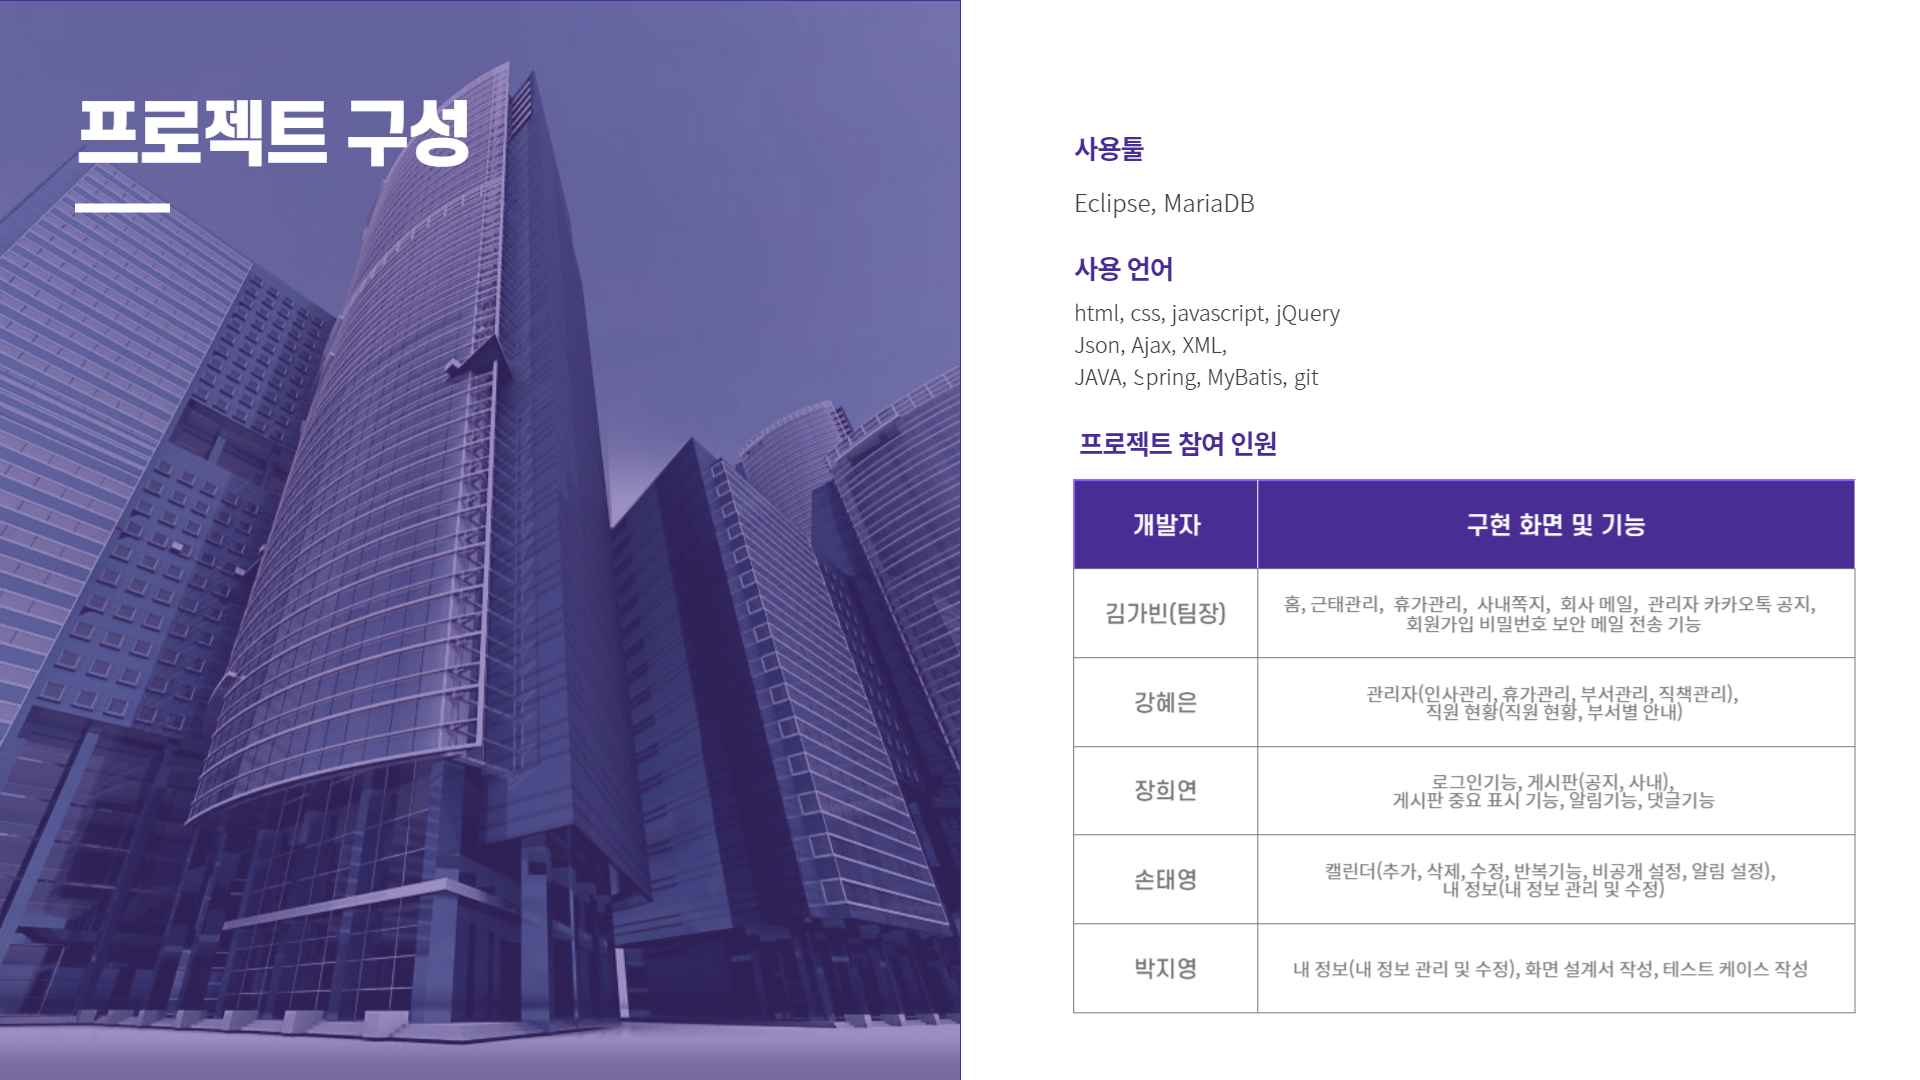 프로젝트 구성
사용툴
Eclipse, MariaDB
사용 언어
html, css, javascript, jQuery
Json, Ajax, XML,
JAVA, Spring, MyBatis, git
프로젝트 참여 인원
개발자
구현 화면 및 기능
김가빈(팀장)
홈, 근태관리, 휴가관리, 사내쪽지, 회사 메일, 관리자 카카오톡 공지,
회원가입 비밀번호 보안 메일 전송 기능
강혜은
관리자(인사관리, 휴가관리, 부서관리, 직책관리),
직원 현황(직원 현황, 부서별 안내)
장희연
로그인기능, 게시판(공지, 사내),
게시판 중요 표시 기능, 알림기능, 댓글기능
손태영
캘린더(추가, 삭제, 수정, 반복기능, 비공개 설정, 알림 설정),
내 정보(내 정보 관리 및 수정)
박지영
내 정보(내 정보 관리 및 수정), 화면 설계서 작성, 테스트 케이스 작성